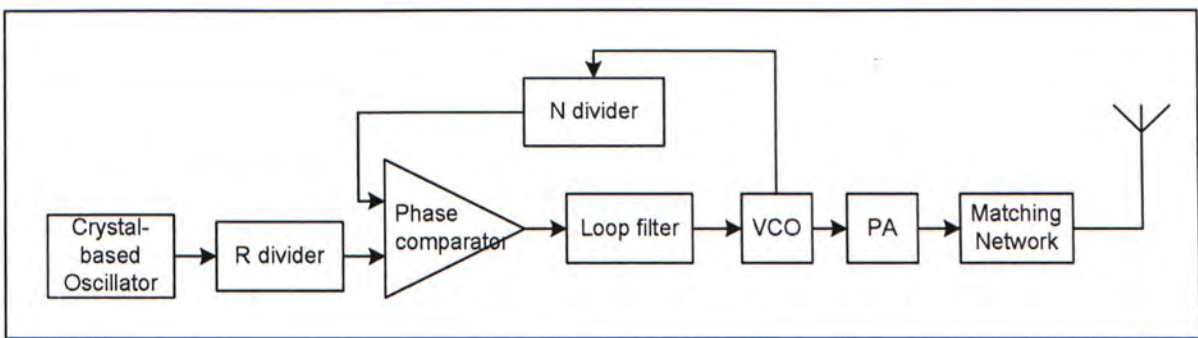 N divider
Crystal-
based
Oscillator
R divider
Phase
comparator
Loop filter
VCO
PA
Matching
Network